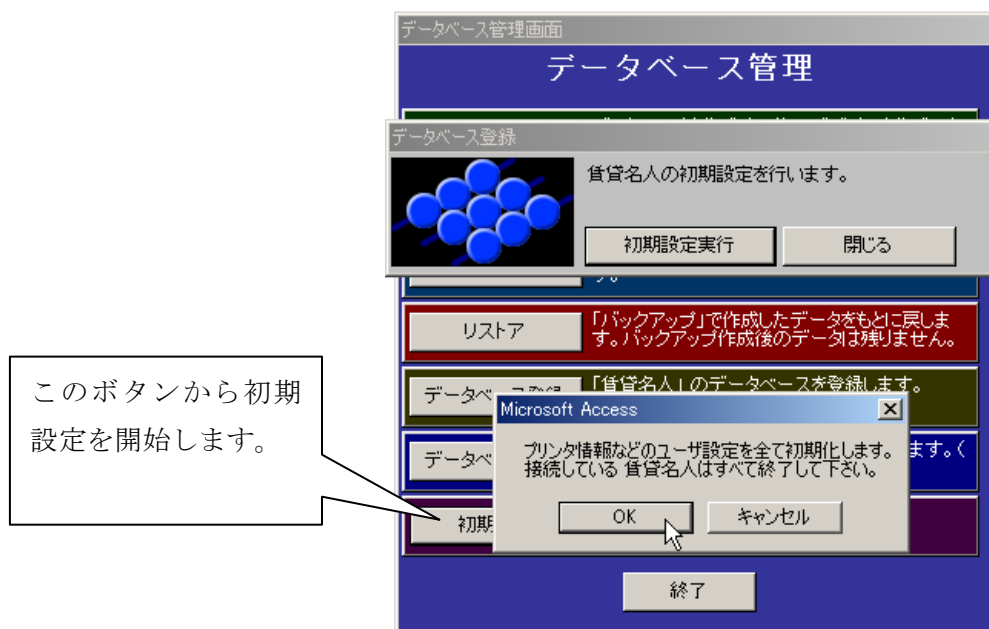 データベース管理画面
データベース管理
データベース登録
賃貸名人の初期設定を行います。
初期設定実行
閉じる
す。
リストア
「バックアップ」で作成したデータをもとに戻しま
す。バックアップ作成後のデータは残りません。
このボタンから初期
設定を開始します。
「賃貸名人」のデータベースを登録します。
データベ
Microsoft Access
プリンタ情報などのユーザ設定を全て初期化します。
接続している 賃貸名人はすべて終了して下さい。
データベ
ます。(
OK
キャンセル
初期
終了